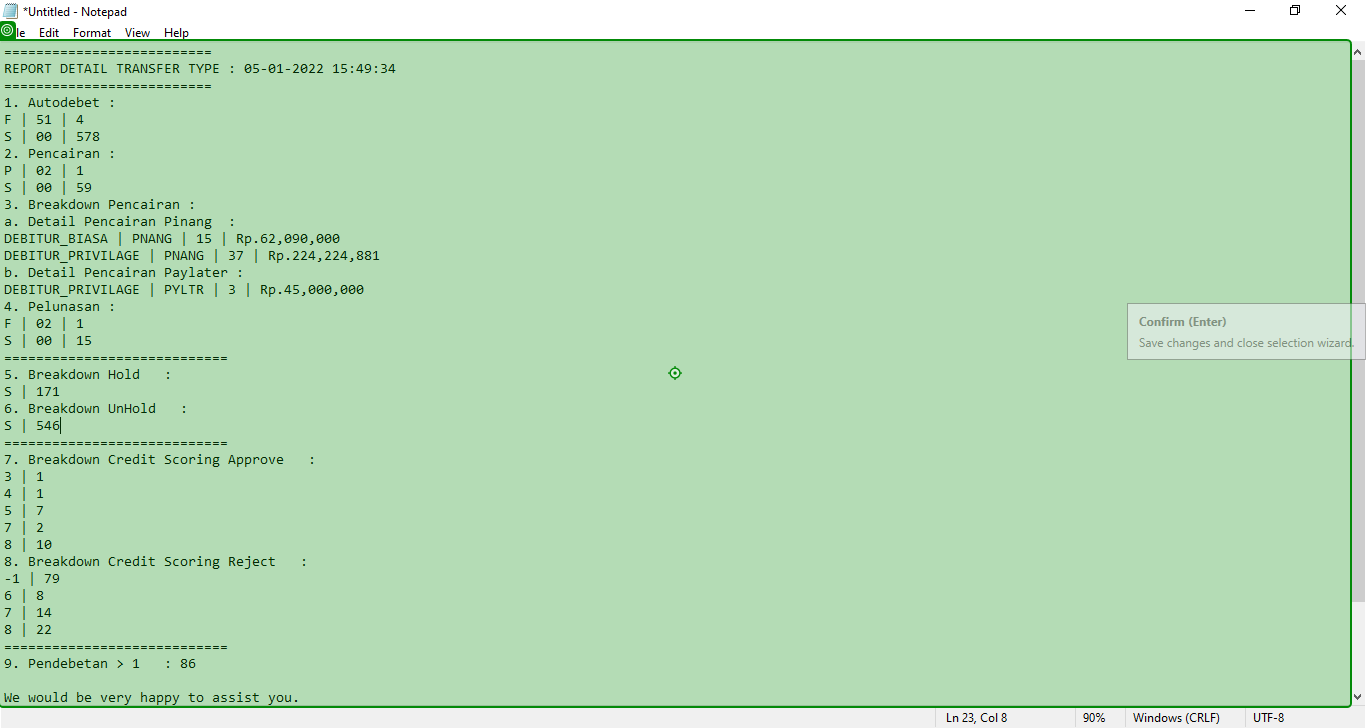 *Untitled - Notepad
le Edit Format View Help
==========================
REPORT DETAIL TRANSFER TYPE : 05-01-2022 15:49:34
==========================
1. Autodebet :
F | 51 | 4
S | 00 | 578
2. Pencairan :
P | 02 | 1
S | 00 | 59
3. Breakdown Pencairan :
a. Detail Pencairan Pinang  :
DEBITUR_BIASA | PNANG | 15 | Rp.62,090,000
DEBITUR_PRIVILAGE | PNANG | 37 | Rp.224,224,881
b. Detail Pencairan Paylater :
DEBITUR_PRIVILAGE | PYLTR | 3 | Rp.45,000,000
4. Pelunasan :
F | 02 | 1
S | 00 | 15
============================
5. Breakdown Hold   :
S | 171
6. Breakdown UnHold   :
S | 546
============================
7. Breakdown Credit Scoring Approve   :
3 | 1
4 | 1
5 | 7
7 | 2
8 | 10
8. Breakdown Credit Scoring Reject   :
-1 | 79
6 | 8
7 | 14
8 | 22
============================
9. Pendebetan > 1   : 86
We would be very happy to assist you.
Confirm (Enter)
Save changes and close selection wizard.
Ln 23, Col 8 90% Windows (CRLF) UTF-8